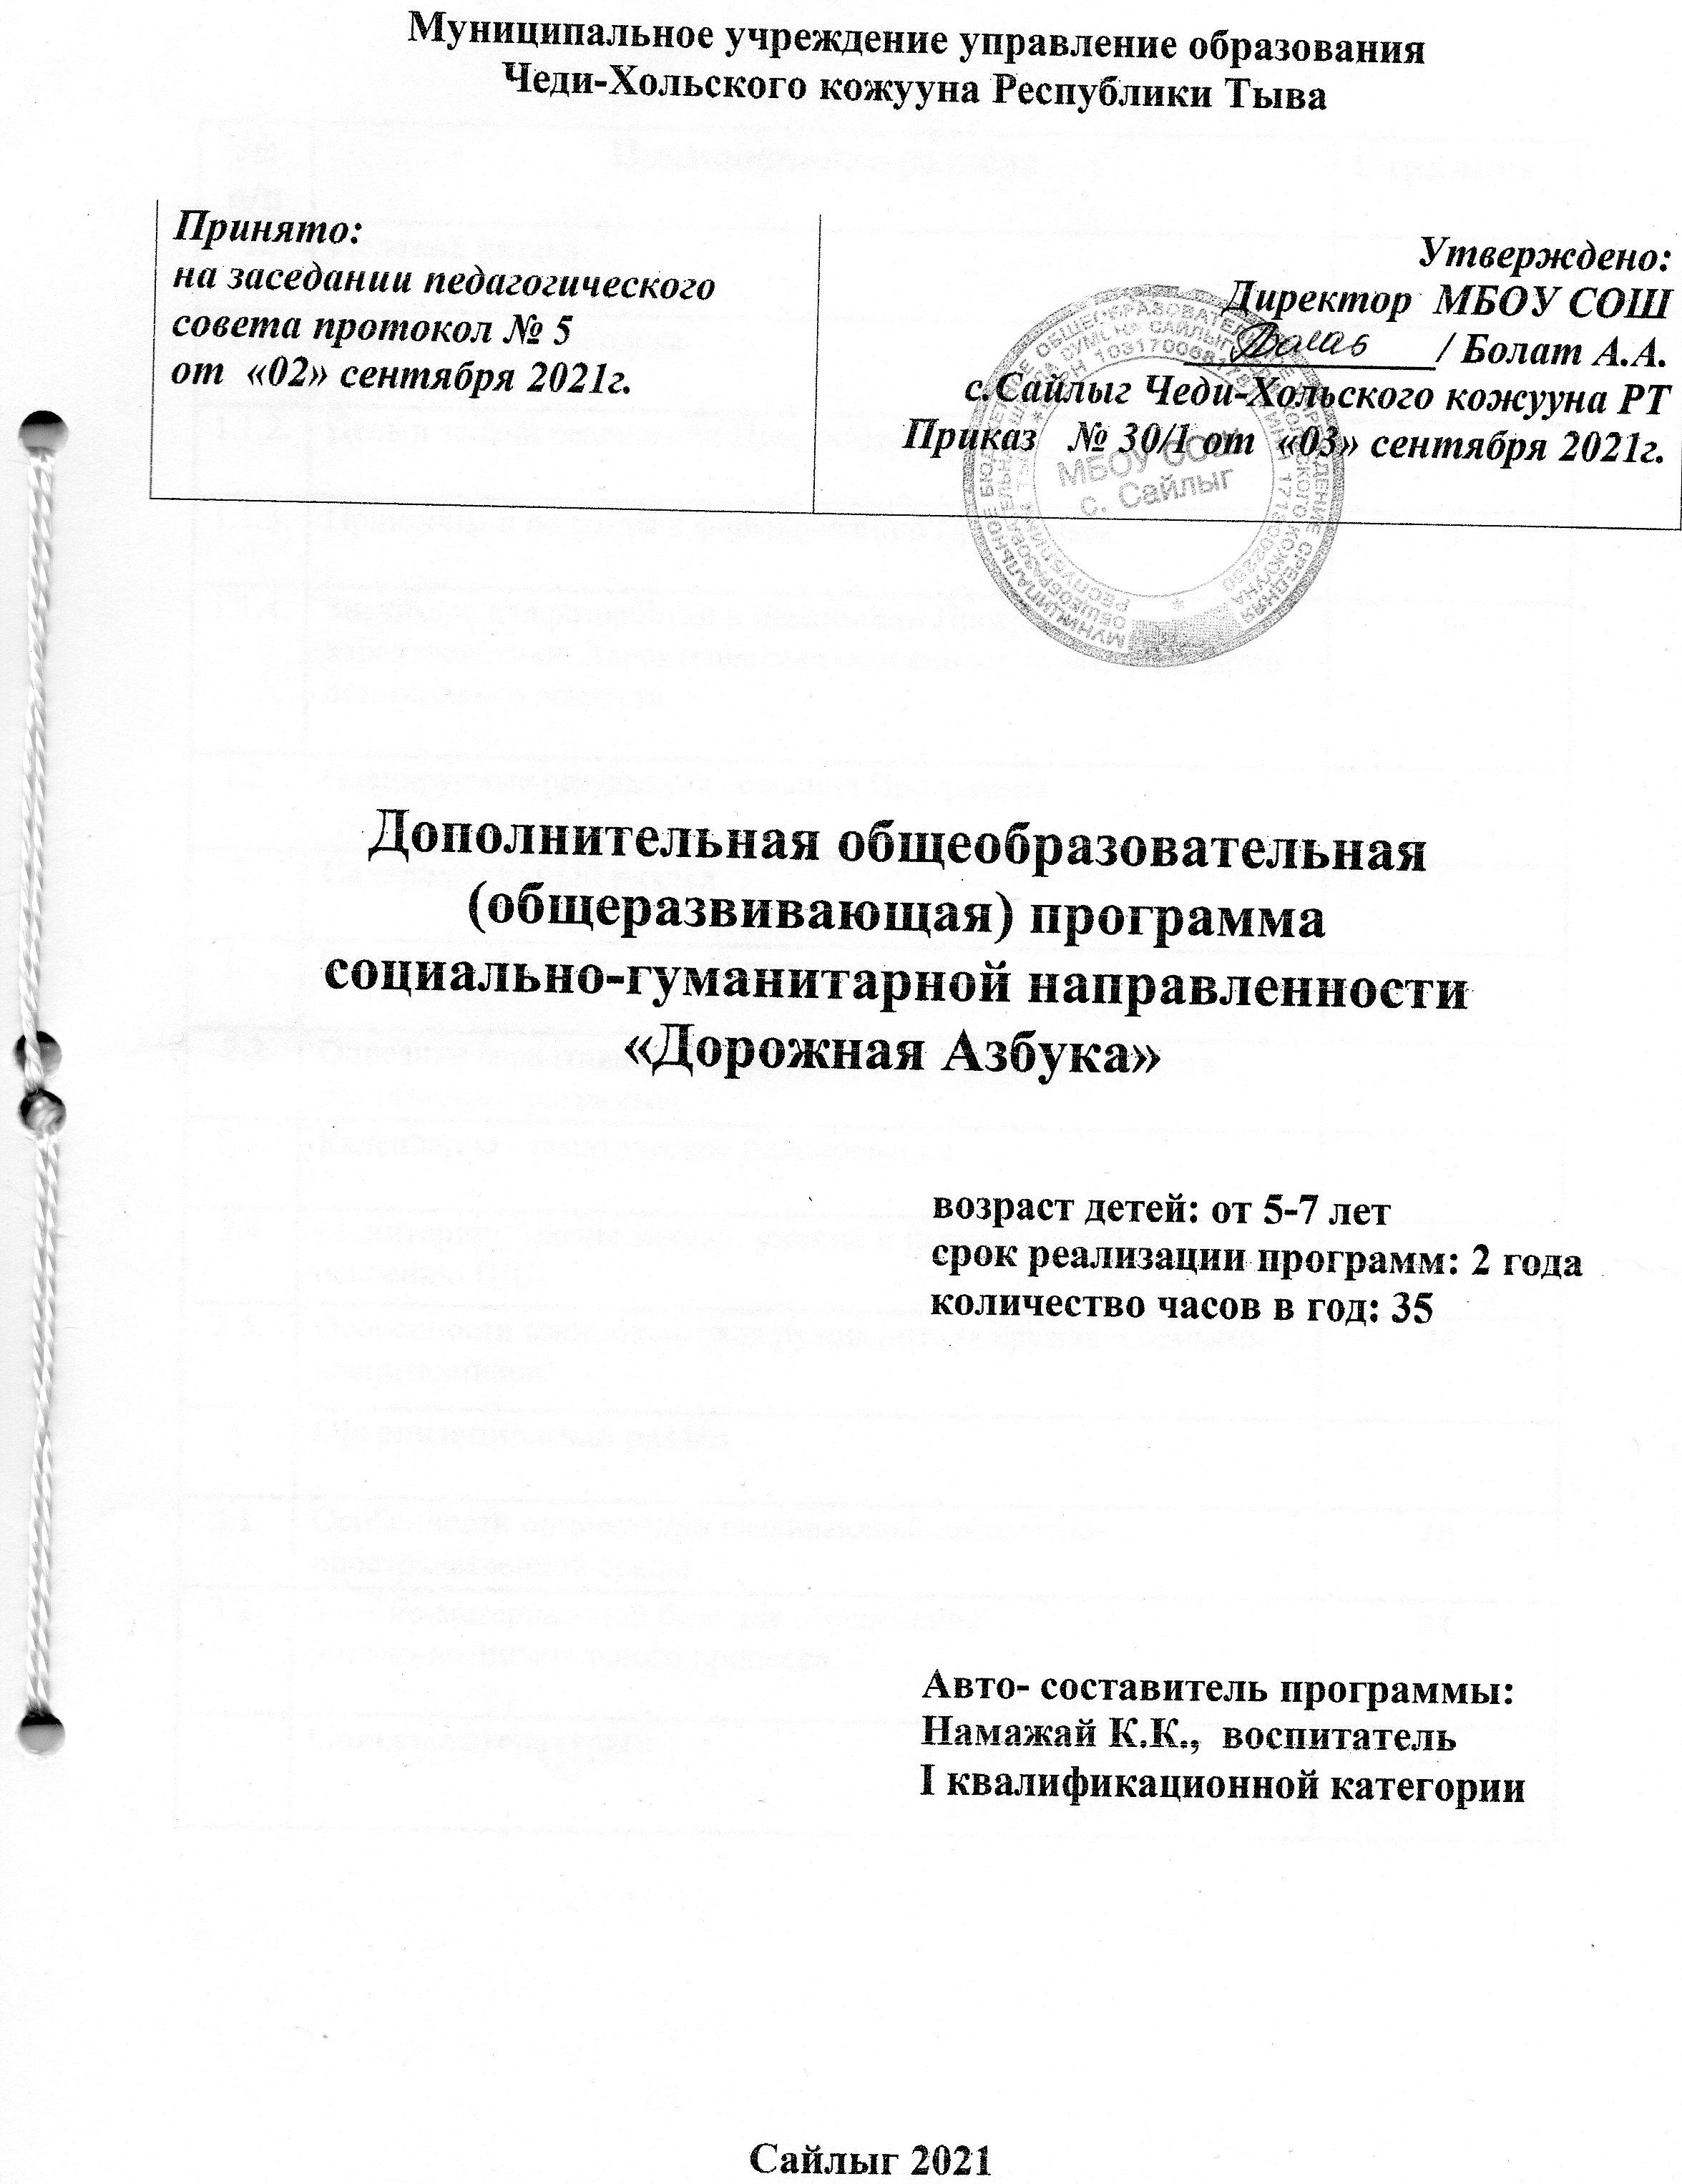 Муниципальное учреждение управление образования
Чеди-Хольского кожууна Республики Тыва
Принято:
на заседании педагогического
совета протокол № 5
от «02» сентября 2021г.
Утверждено:
Директор МБОУ СОШ
/ Болат А.А.
с.Сайлыг Чеди-Хольского кожууна РТ
Приказ № 30/1 от «03» сентября 2021г.
МБОУ СОШ
с. Сайлыг
Дополнительная общеобразовательная
(общеразвивающая) программа
социально-гуманитарной направленности
«Дорожная Азбука»
возраст детей: от 5-7 лет
срок реализации программ: 2 года
количество часов в год: 35
Авто- составитель программы:
Намажай К.К., воспитатель
I квалификационной категории
Сайлыг 2021